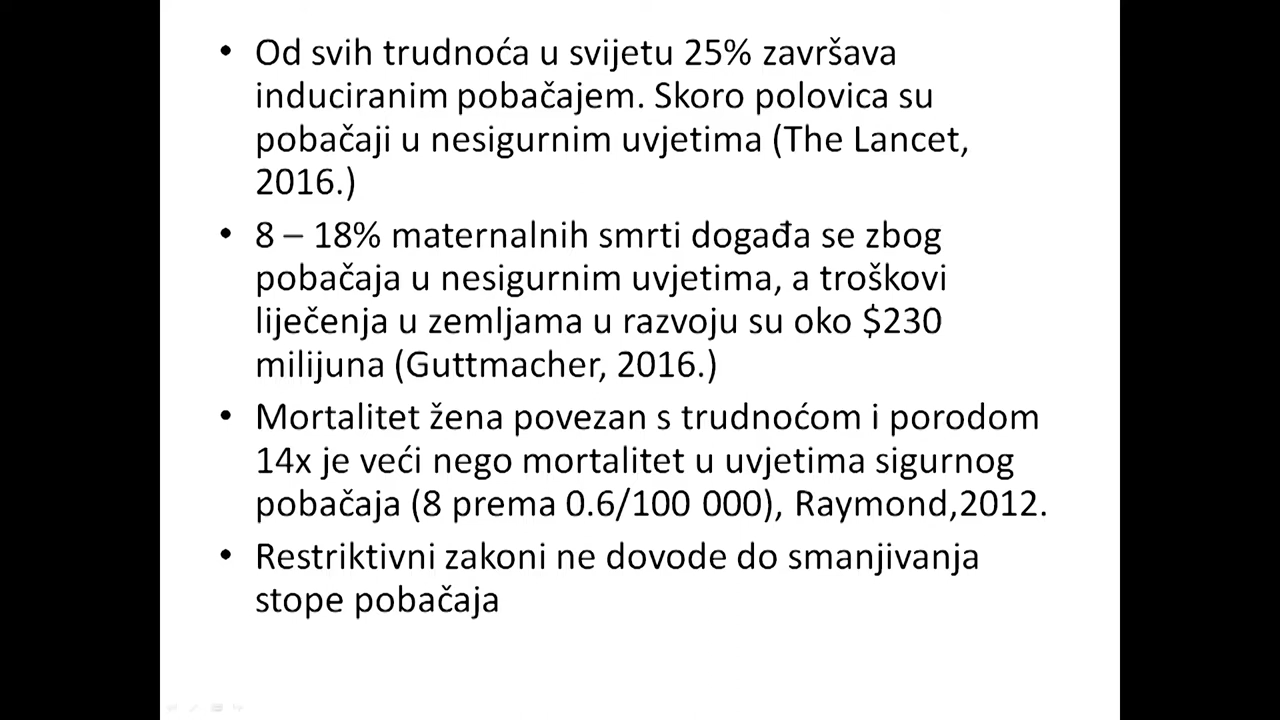 • Od svih trudnoća u svijetu 25% završava
induciranim pobačajem. Skoro polovica su
pobačaji u nesigurnim uvjetima (The Lancet,
2016.)
• 8 – 18% maternalnih smrti događa se zbog
pobačaja u nesigurnim uvjetima, a troškovi
liječenja u zemljama u razvoju su oko $230
milijuna (Guttmacher, 2016.)
• Mortalitet žena povezan s trudnoćom i porodom
14x je veći nego mortalitet u uvjetima sigurnog
pobačaja (8 prema 0.6/100 000), Raymond,2012.
• Restriktivni zakoni ne dovode do smanjivanja
stope pobačaja